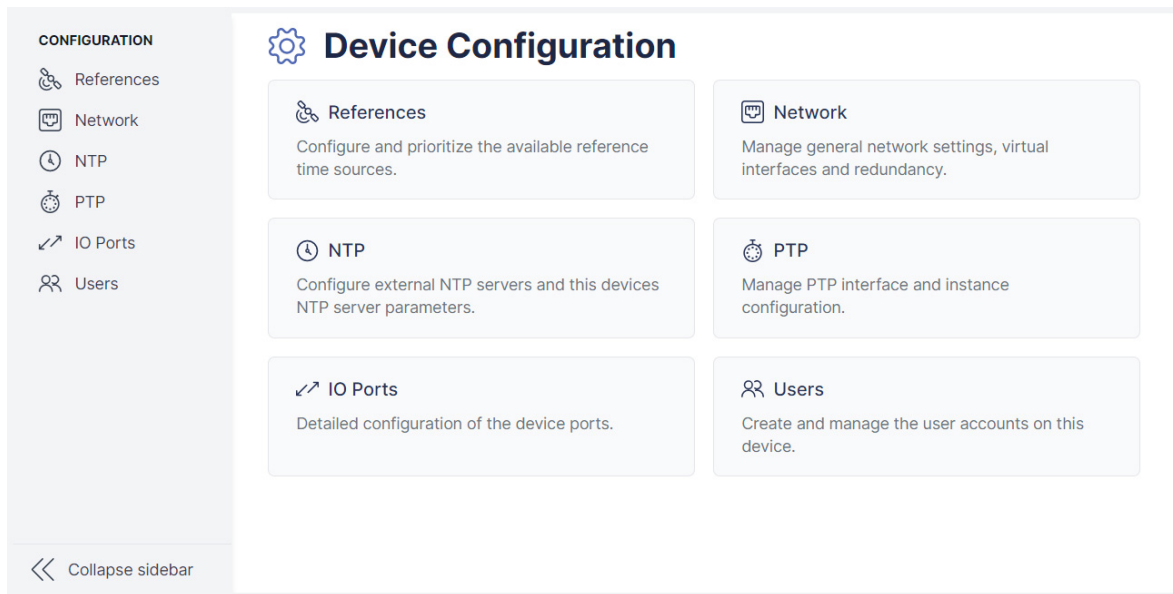 CONFIGURATION
References
Network
NTP
PTP
IO Ports
Users
Collapse sidebar
Device Configuration
References
Configure and prioritize the available reference
time sources.
Network
Manage general network settings, virtual
interfaces and redundancy.
NTP
Configure external NTP servers and this devices
NTP server parameters.
PTP
Manage PTP interface and instance
configuration.
IO Ports
Detailed configuration of the device ports.
Users
Create and manage the user accounts on this
device.